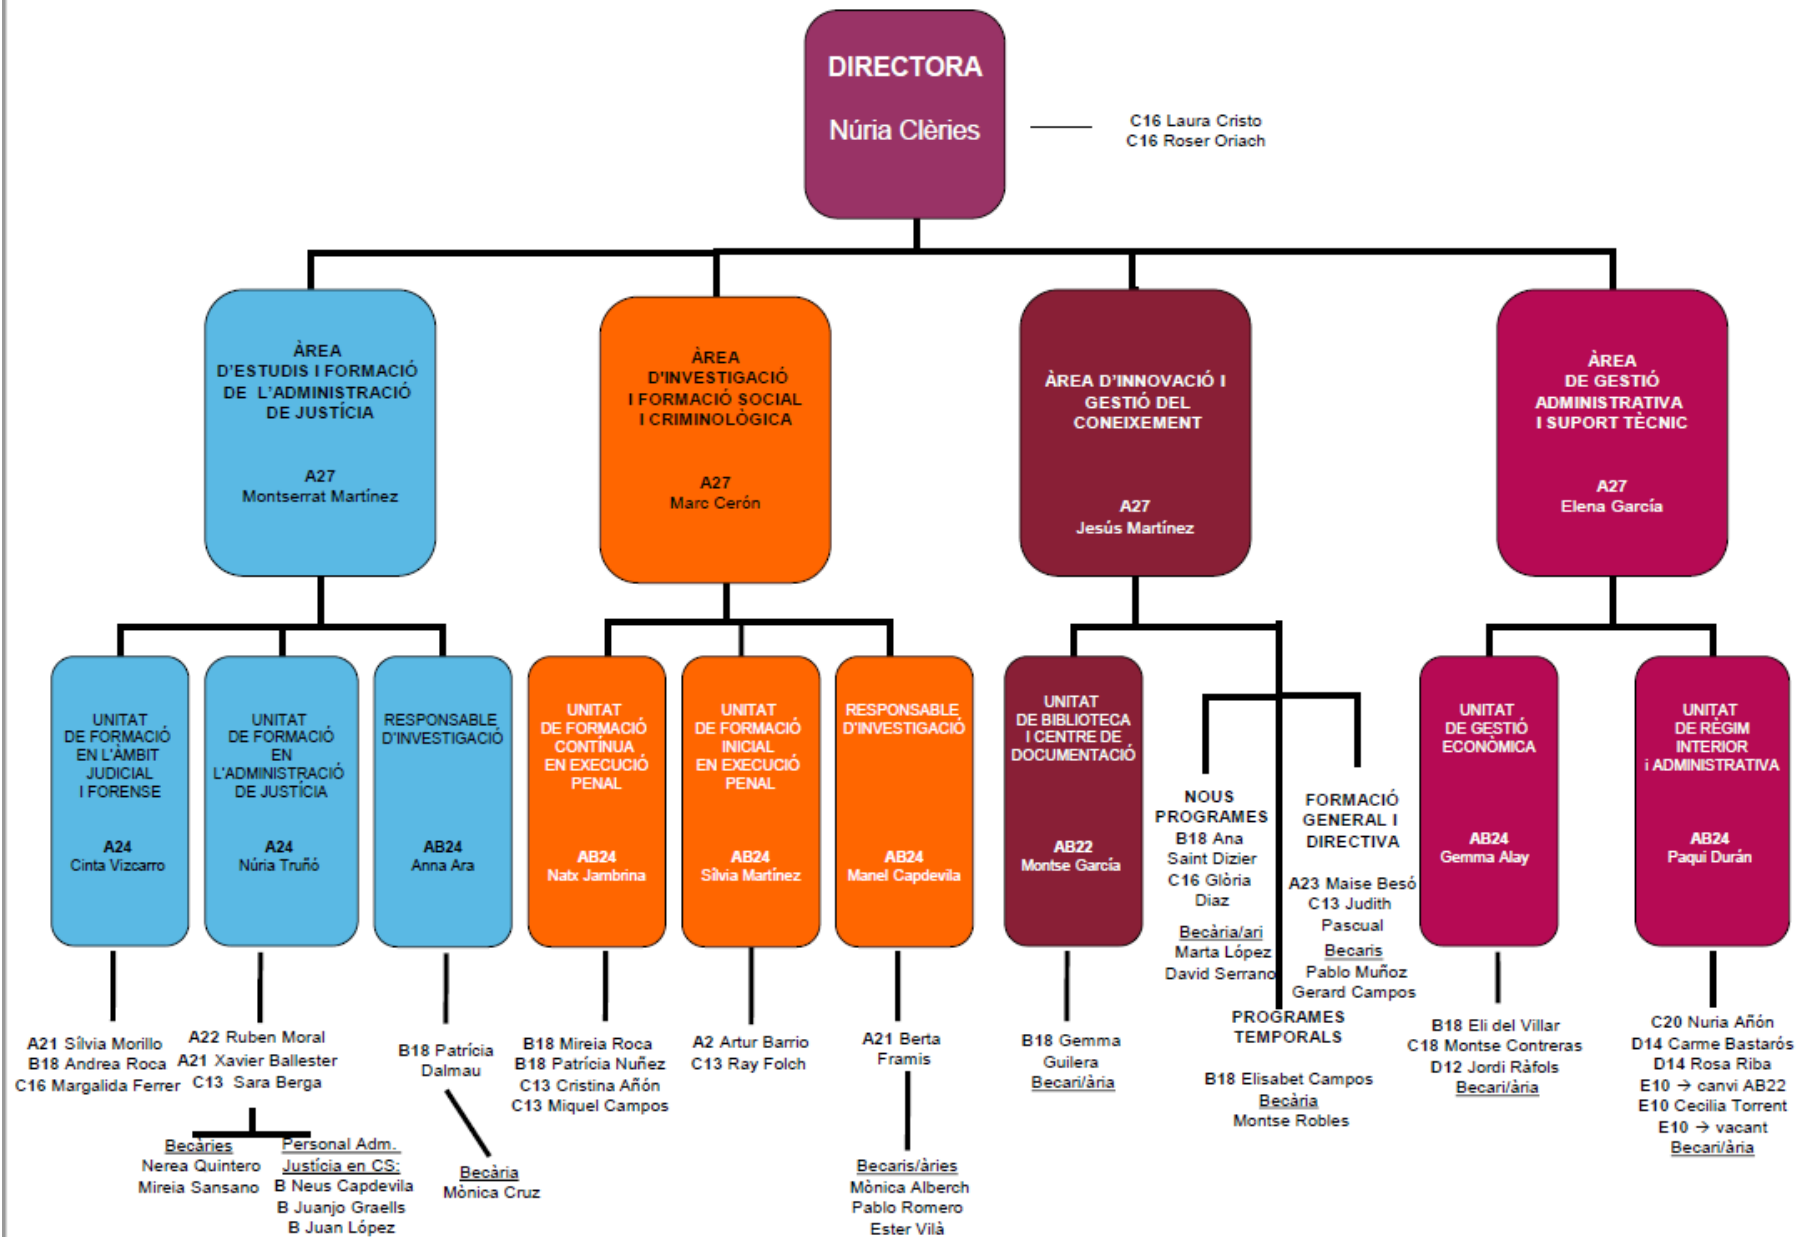 DIRECTORA
Núria Clèries
C16 Laura Cristo
C16 Roser Oriach
ÀREA
D'ESTUDIS I FORMACIÓ
DE L'ADMINISTRACIÓ
DE JUSTÍCIA
A27
Montserrat Martínez
ÀREA
D'INVESTIGACIÓ
I FORMACIÓ SOCIAL
I CRIMINOLÒGICA
A27
Marc Cerón
ÀREA D'INNOVACIÓ I
GESTIÓ DEL
CONEIXEMENT
A27
Jesús Martínez
ÀREA
DE GESTIÓ
ADMINISTRATIVA
I SUPORT TÈCNIC
A27
Elena García
UNITAT
DE FORMACIÓ
EN L'ÀMBIT
JUDICIAL
I FORENSE
A24
Cinta Vizcarro
UNITAT
DE FORMACIÓ
EN
L'ADMINISTRACIÓ
DE JUSTÍCIA
A24
Núria Truñó
RESPONSABLE
D'INVESTIGACIÓ
AB24
Anna Ara
UNITAT
DE FORMACIÓ
CONTÍNUA
EN EXECUCIÓ
PENAL
AB24
Natx Jambrina
UNITAT
DE FORMACIÓ
INICIAL
EN EXECUCIÓ
PENAL
AB24
Sílvia Martínez
RESPONSABLE
D'INVESTIGACIÓ
AB24
Manel Capdevila
UNITAT
DE BIBLIOTECA
I CENTRE DE
DOCUMENTACIÓ
AB22
Montse García
NOUS
PROGRAMES
B18 Ana
Saint Dizier
C16 Glòria
Diaz
Becària/ari
Marta López
David Serrano
FORMACIÓ
GENERAL I
DIRECTIVA
A23 Maise Besó
C13 Judith
Pascual
Becaris
Pablo Muñoz
Gerard Campos
UNITAT
DE GESTIÓ
ECONÒMICA
AB24
Gemma Alay
UNITAT
DE RÈGIM
INTERIOR
i ADMINISTRATIVA
AB24
Paqui Durán
A21 Sílvia Morillo
B18 Andrea Roca
C16 Margalida Ferrer
A22 Ruben Moral
A21 Xavier Ballester
C13 Sara Berga
Becàries
Nerea Quintero
Mireia Sansano
Personal Adm.
Justícia en CS:
B Neus Capdevila
B Juanjo Graells
B Juan López
B18 Patrícia
Dalmau
Becària
Mònica Cruz
B18 Mireia Roca
B18 Patrícia Nuñez
C13 Cristina Añón
C13 Miquel Campos
A2 Artur Barrio
C13 Ray Folch
A21 Berta
Framis
Becaris/àries
Mònica Alberch
Pablo Romero
Ester Vilà
B18 Gemma
Guilera
Becari/ària
PROGRAMES
TEMPORALS
B18 Elisabet Campos
Becària
Montse Robles
B18 Eli del Villar
C18 Montse Contreras
D12 Jordi Ràfols
Becari/ària
C20 Nuria Añón
D14 Carme Bastarós
D14 Rosa Riba
E10 → canvi AB22
E10 Cecilia Torrent
E10 → vacant
Becari/ària